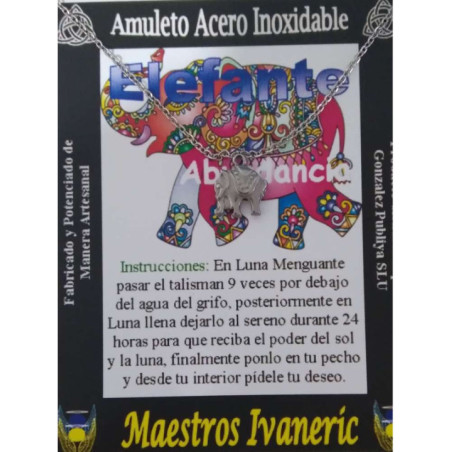 Amuleto Acero Inoxidable
Elefante
Abundancia
Fabricado y Potenciado de
Manera Artesanal
Gonzalez Publiya SLU
Instrucciones: En Luna Menguante
pasar el talisman 9 veces por debajo
del agua del grifo, posteriormente en
Luna llena dejarlo al sereno durante 24
horas para que reciba el poder del sol
y la luna, finalmente ponlo en tu pecho
y desde tu interior pídele tu deseo.
Maestros Ivaneríc